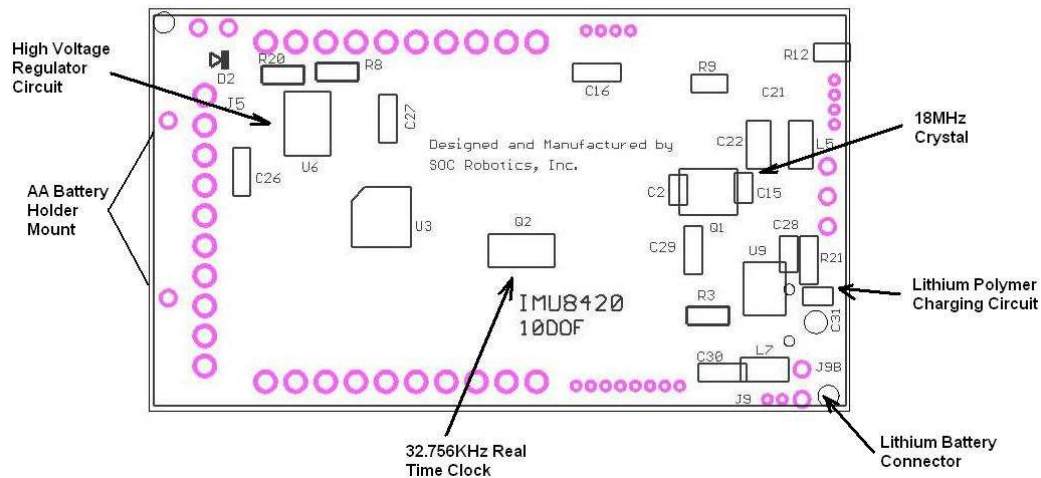 High Voltage
Regulator
Circuit
D2
R20
R8
J5
U6
C27
C26
C16
R9
R12
C21
C22
L5
18MHz
Crystal
Designed and Manufactured by
SOC Robotics, Inc.
AA Battery
Holder
Mount
U3
Q2
C2
C15
Q1
C28
C29
U9
R21
Lithium Polymer
Charging Circuit
C31
R3
IMU8420
10DOF
C30
L7
J9B
J9
32.756KHz Real
Time Clock
Lithium Battery
Connector